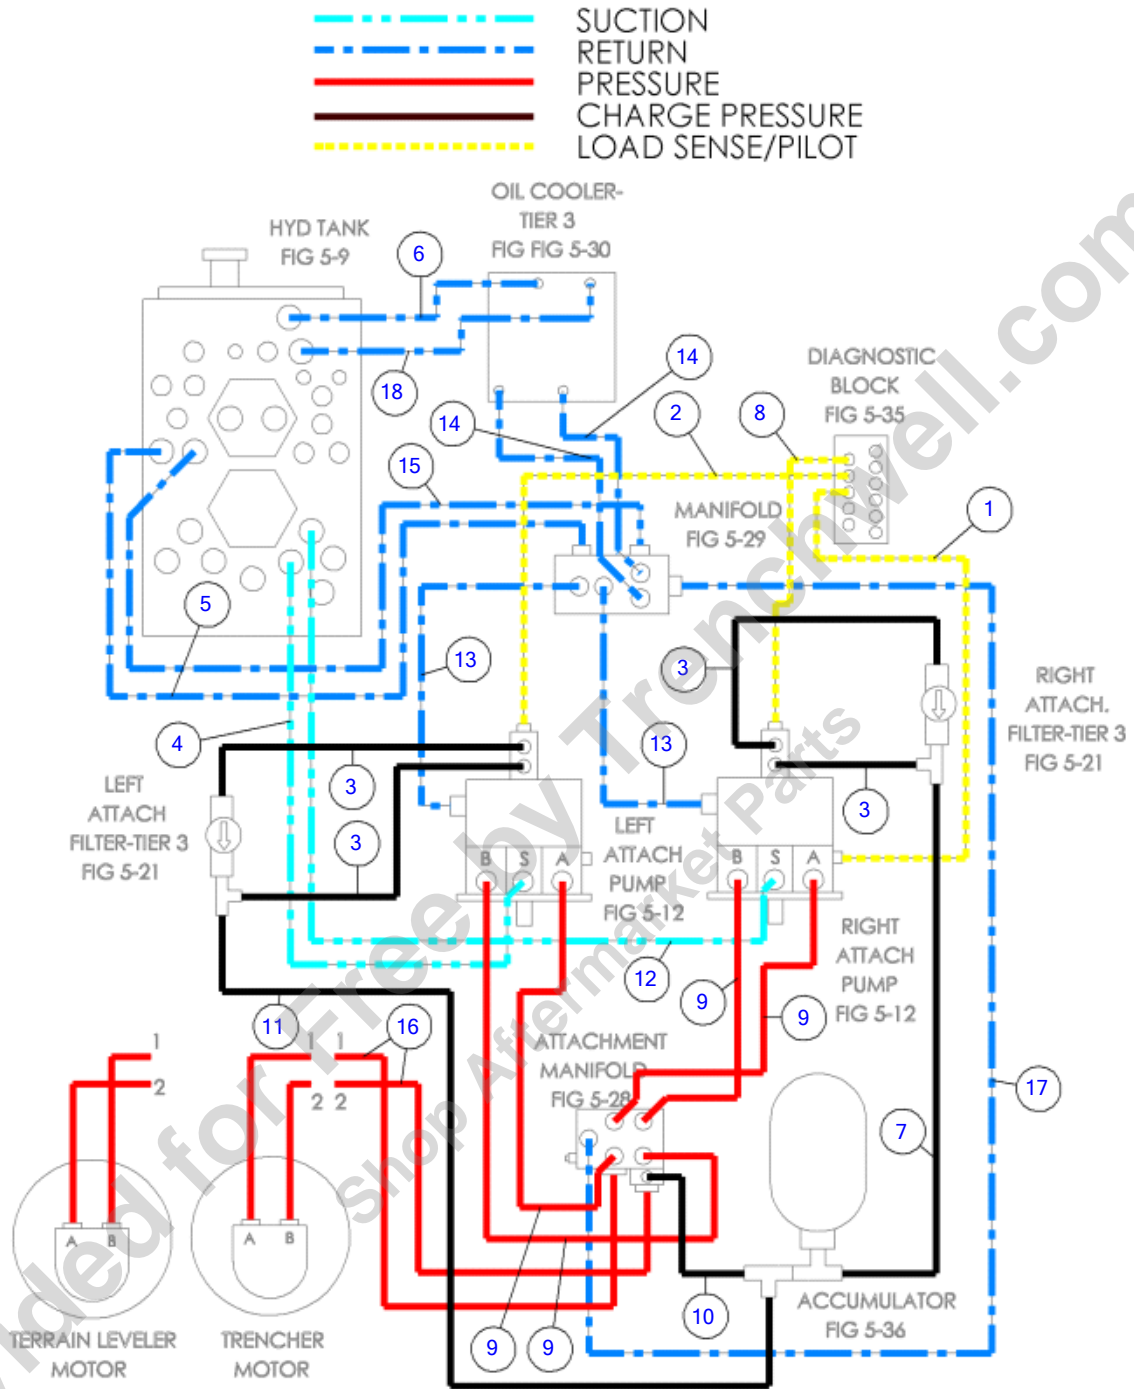 SUCTION
RETURN
PRESSURE
CHARGE PRESSURE
LOAD SENSE/PILOT
OIL COOLER-
TIER 3
FIG FIG 5-30
HYD TANK
FIG 5-9
6
18
14
14
2
8
DIAGNOSTIC
BLOCK
FIG 5-35
15
MANIFOLD
FIG 5-29
1
5
13
3
RIGHT
ATTACH.
FILTER-TIER 3
FIG 5-21
4
3
13
3
LEFT
ATTACH
FILTER-TIER 3
FIG 5-21
3
LEFT
ATTACH
PUMP
FIG 5-12
B S A
B S A
RIGHT
ATTACH
PUMP
FIG 5-12
12
9
9
11
16
ATTACHMENT
MANIFOLD
FIG 5-28
1
2
1 1
2 2
17
7
A B
A B
10
9
9
ACCUMULATOR
FIG 5-36
TERRAIN LEVELER
MOTOR
TRENCHER
MOTOR
ided for Free by Trenchwell.com
Shop Aftermarket Parts